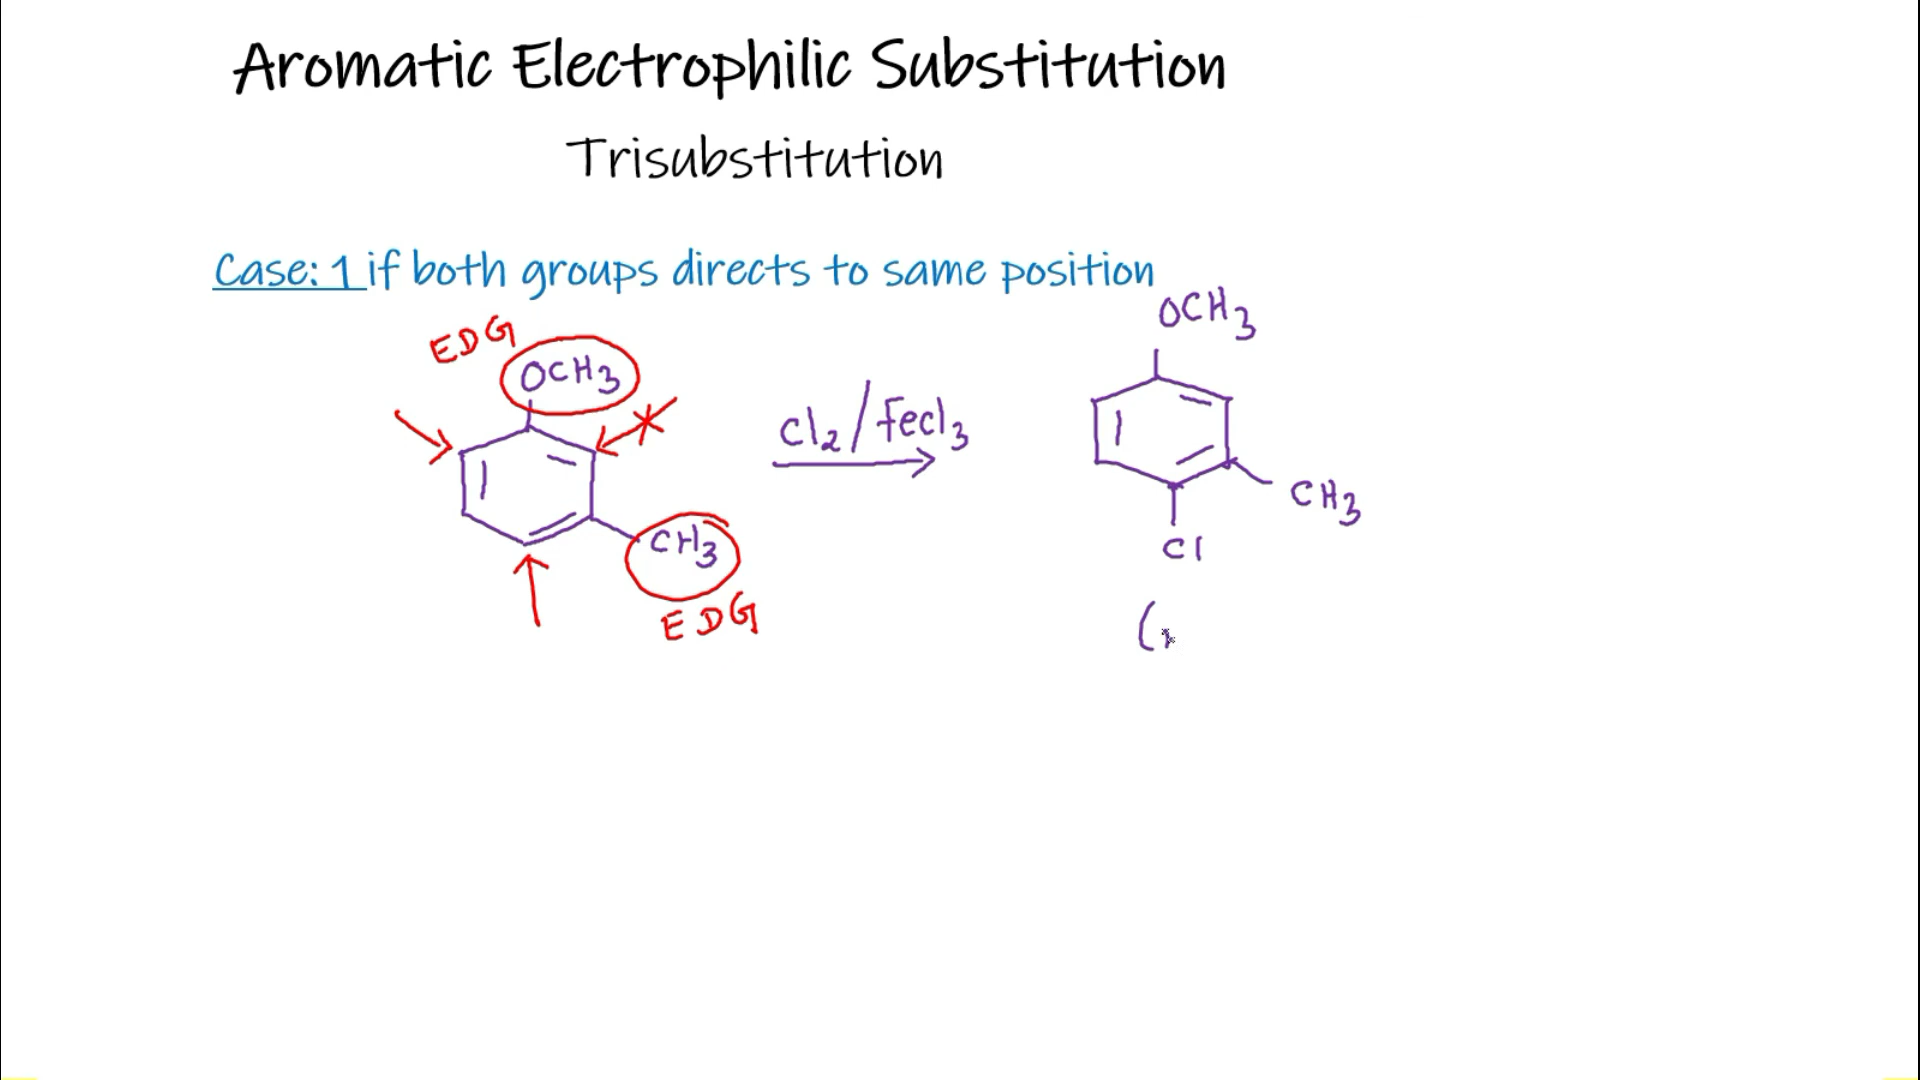 Aromatic Electrophilic Substitution
Trisubstitution
Case: 1 if both groups directs to same position
EDG
OCH3
CH3
EDG
Cl2/Fecl3
OCH3
CH3
Cl
(